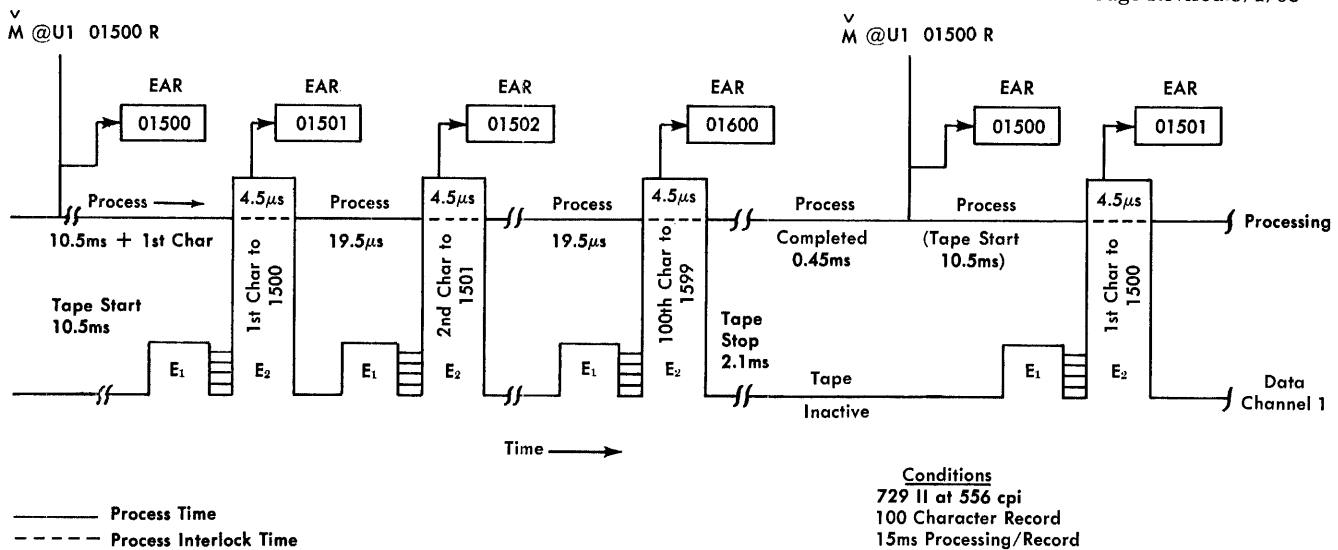 v
M @U1 01500 R
v
M @U1 01500 R
EAR
01500
EAR
01501
EAR
01502
EAR
01600
EAR
01500
EAR
01501
Process
4.5µs
Process
4.5µs
Process
4.5µs
Process
Process
4.5µs
Processing
10.5ms + 1st Char
19.5µs
19.5µs
Completed
0.45ms
(Tape Start
10.5ms)
1st Char to
1500
2nd Char to
1501
100th Char to
1599
1st Char to
1500
Tape Start
10.5ms
Tape
Stop
2.1ms
E1
E2
E1
E2
E1
E2
Tape
Inactive
E1
E2
Data
Channel 1
Time
Process Time
Process Interlock Time
Conditions
729 II at 556 cpi
100 Character Record
15ms Processing/Record